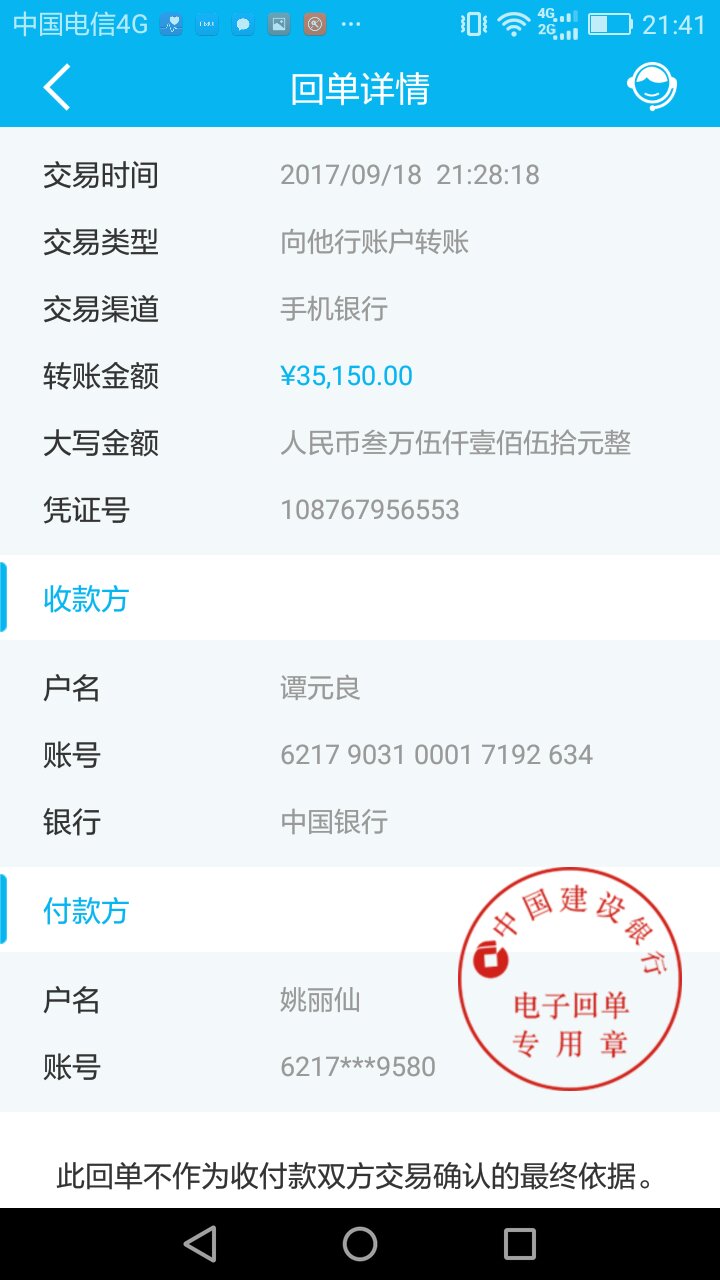 中国电信4G ... 4G 2G 21:41
回单详情
交易时间 2017/09/18 21:28:18
交易类型 向他行账户转账
交易渠道 手机银行
转账金额 ¥35,150.00
大写金额 人民币叁万伍仟壹佰伍拾元整
凭证号 108767956553
收款方
户名 谭元良
账号 6217 9031 0001 7192 634
银行 中国银行
付款方
中国建设银行
电子回单
专用章
户名 姚丽仙
账号 6217***9580
此回单不作为收付款双方交易确认的最终依据。